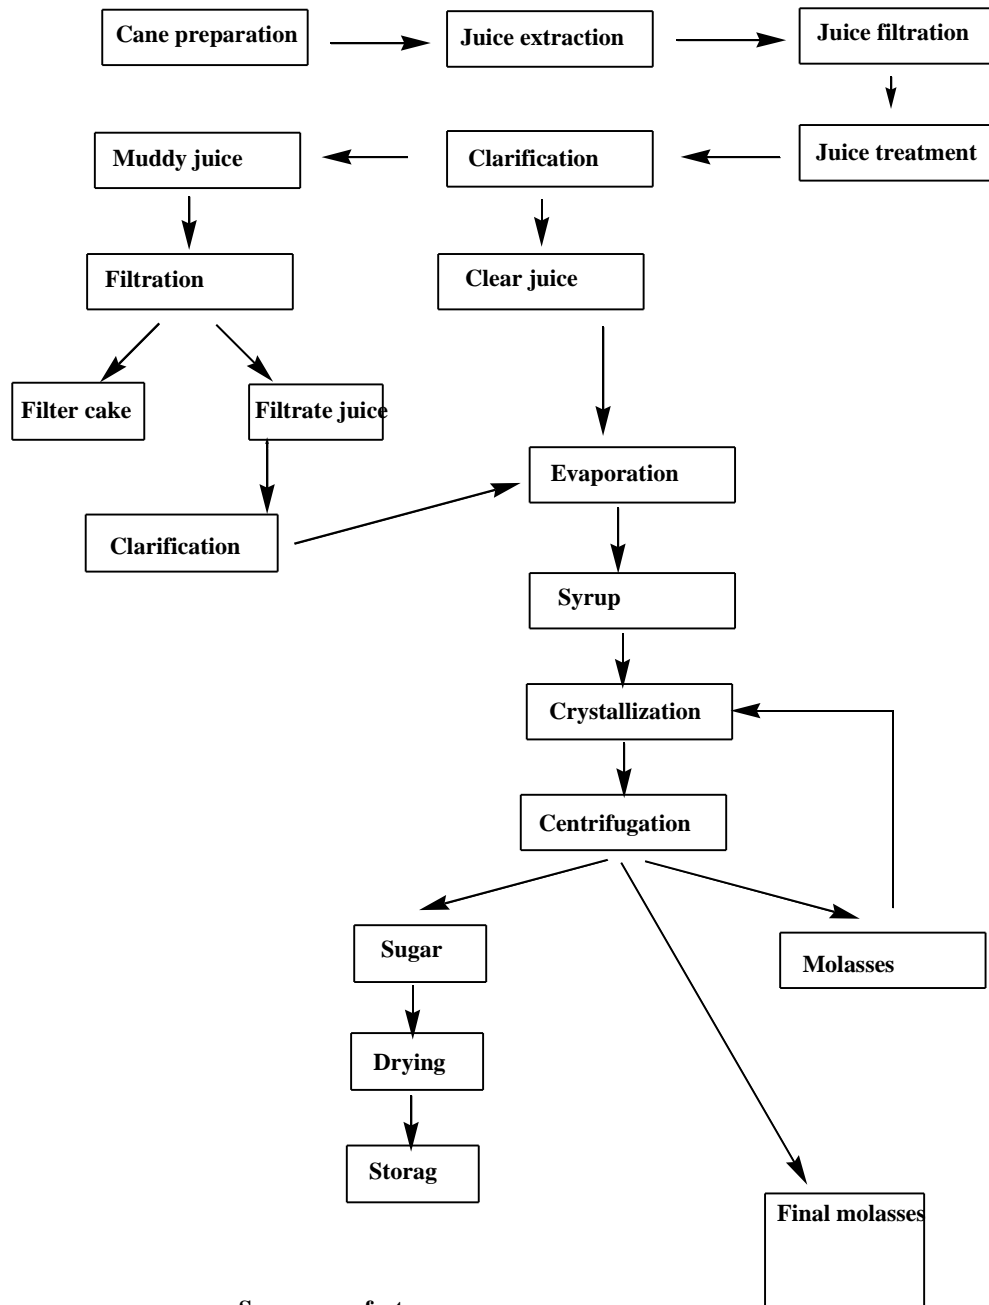 Cane preparation
Juice extraction
Juice filtration
Muddy juice
Clarification
Juice treatment
Filtration
Clear juice
Filter cake
Filtrate juice
Evaporation
Clarification
Syrup
Crystallization
Centrifugation
Sugar
Molasses
Drying
Storag
Final molasses